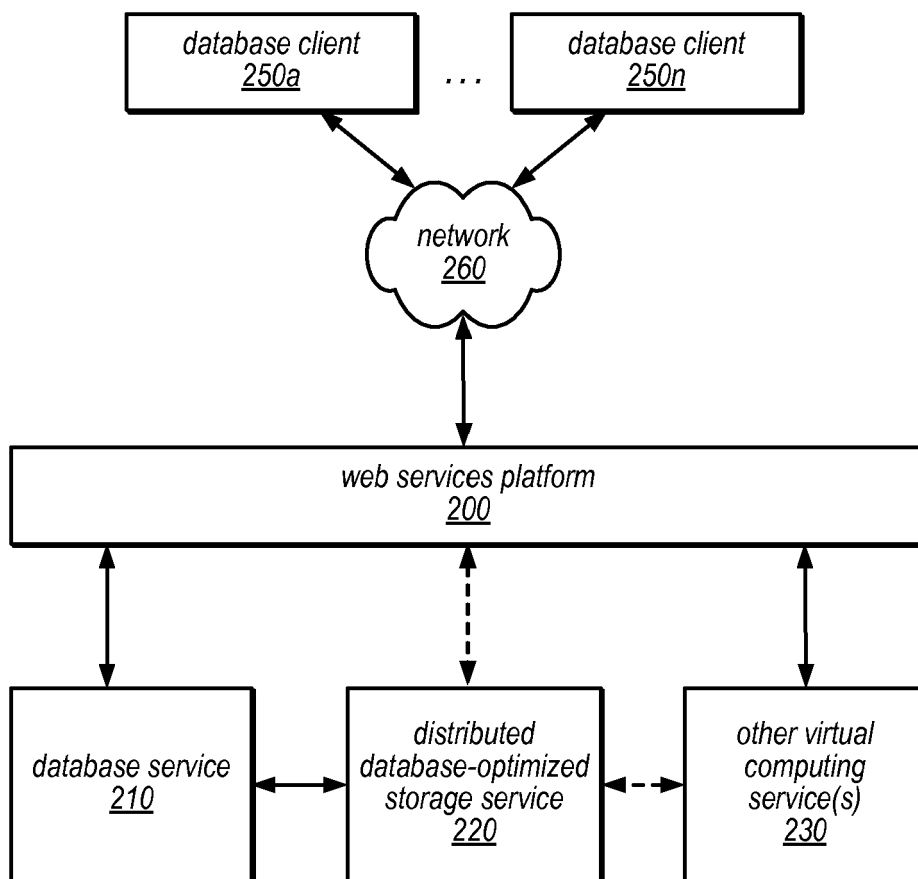 database client
250a
...
database client
250n
network
260
web services platform
200
database service
210
distributed
database-optimized
storage service
220
other virtual
computing
service(s)
230